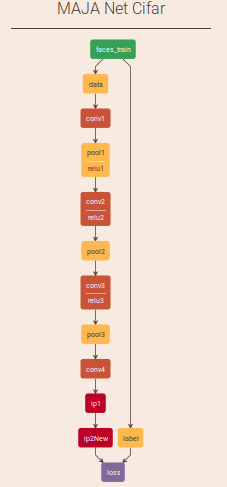 MAJA Net Cifar
faces_train
data
conv1
pool1
relu1
conv2
relu2
pool2
conv3
relu3
pool3
conv4
ip1
ip2New
label
loss